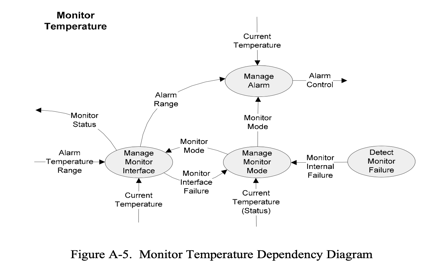 Monitor
Temperature
Current
Temperature
Manage
Alarm
Alarm
Control
Alarm
Range
Monitor
Status
Monitor
Mode
Monitor
Mode
Alarm
Temperature
Range
Manage
Monitor
Interface
Manage
Monitor
Mode
Monitor
Internal
Failure
Detect
Monitor
Failure
Monitor
Interface
Failure
Current
Temperature
Current
Temperature
(Status)
Figure A-5. Monitor Temperature Dependency Diagram